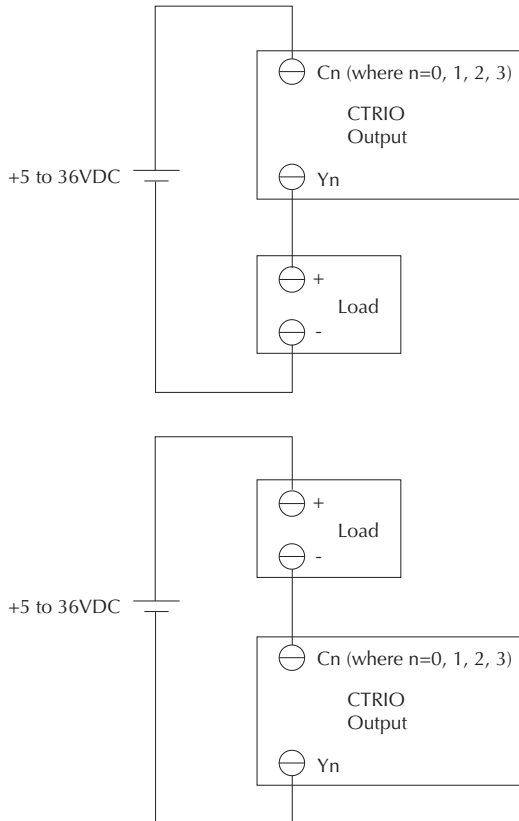 Cn (where n=0, 1, 2, 3)
CTRIO
Output
+5 to 36VDC
Yn
+
Load
-
+
Load
-
+5 to 36VDC
Cn (where n=0, 1, 2, 3)
CTRIO
Output
Yn